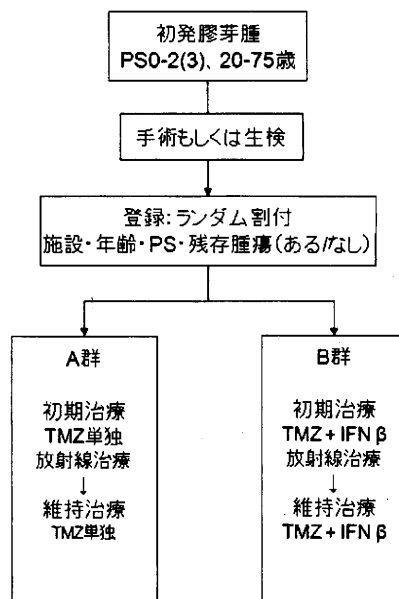 初発膠芽腫
PS0-2(3)、20-75歳
手術もしくは生検
登録:ランダム割付
施設・年齢・PS・残存腫瘍(ある/なし)
A群
初期治療
TMZ単独
放射線治療
↓
維持治療
TMZ単独
B群
初期治療
TMZ+IFN β
放射線治療
↓
維持治療
TMZ+IFN β